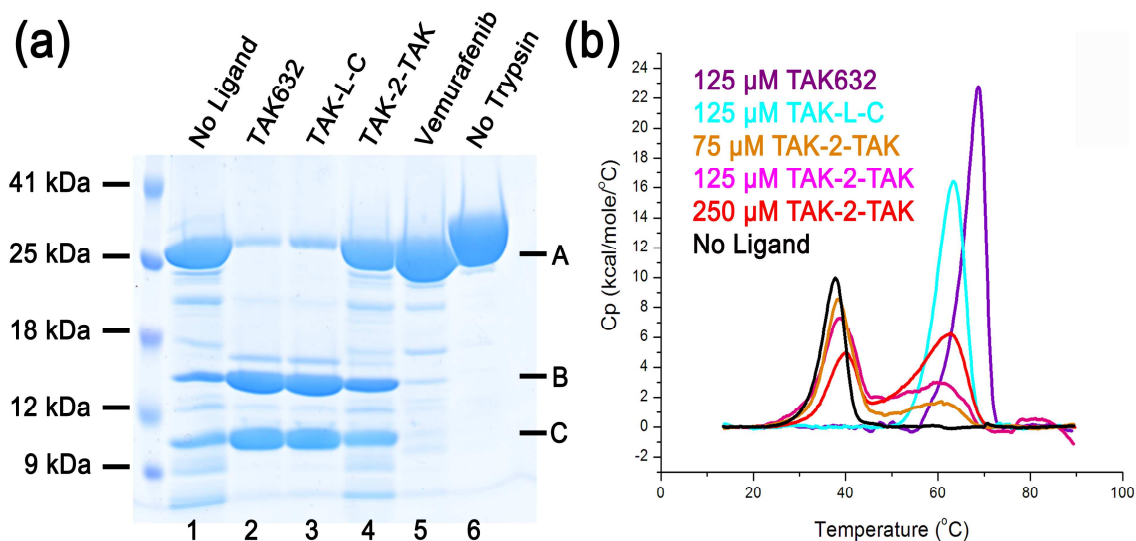 (a)
No Ligand
TAK632
TAK-L-C
TAK-2-TAK
Vemurafenib
No Trypsin
41 kDa
25 kDa
18 kDa
12 kDa
9 kDa
A
B
C
1 2 3 4 5 6
(b)
125 µM TAK632
125 µM TAK-L-C
75 µM TAK-2-TAK
125 µM TAK-2-TAK
250 µM TAK-2-TAK
No Ligand
Cp (kcal/mole/°C)
24
22
20
18
16
14
12
10
8
6
4
2
0
-2
0 20 40 60 80 100
Temperature (°C)